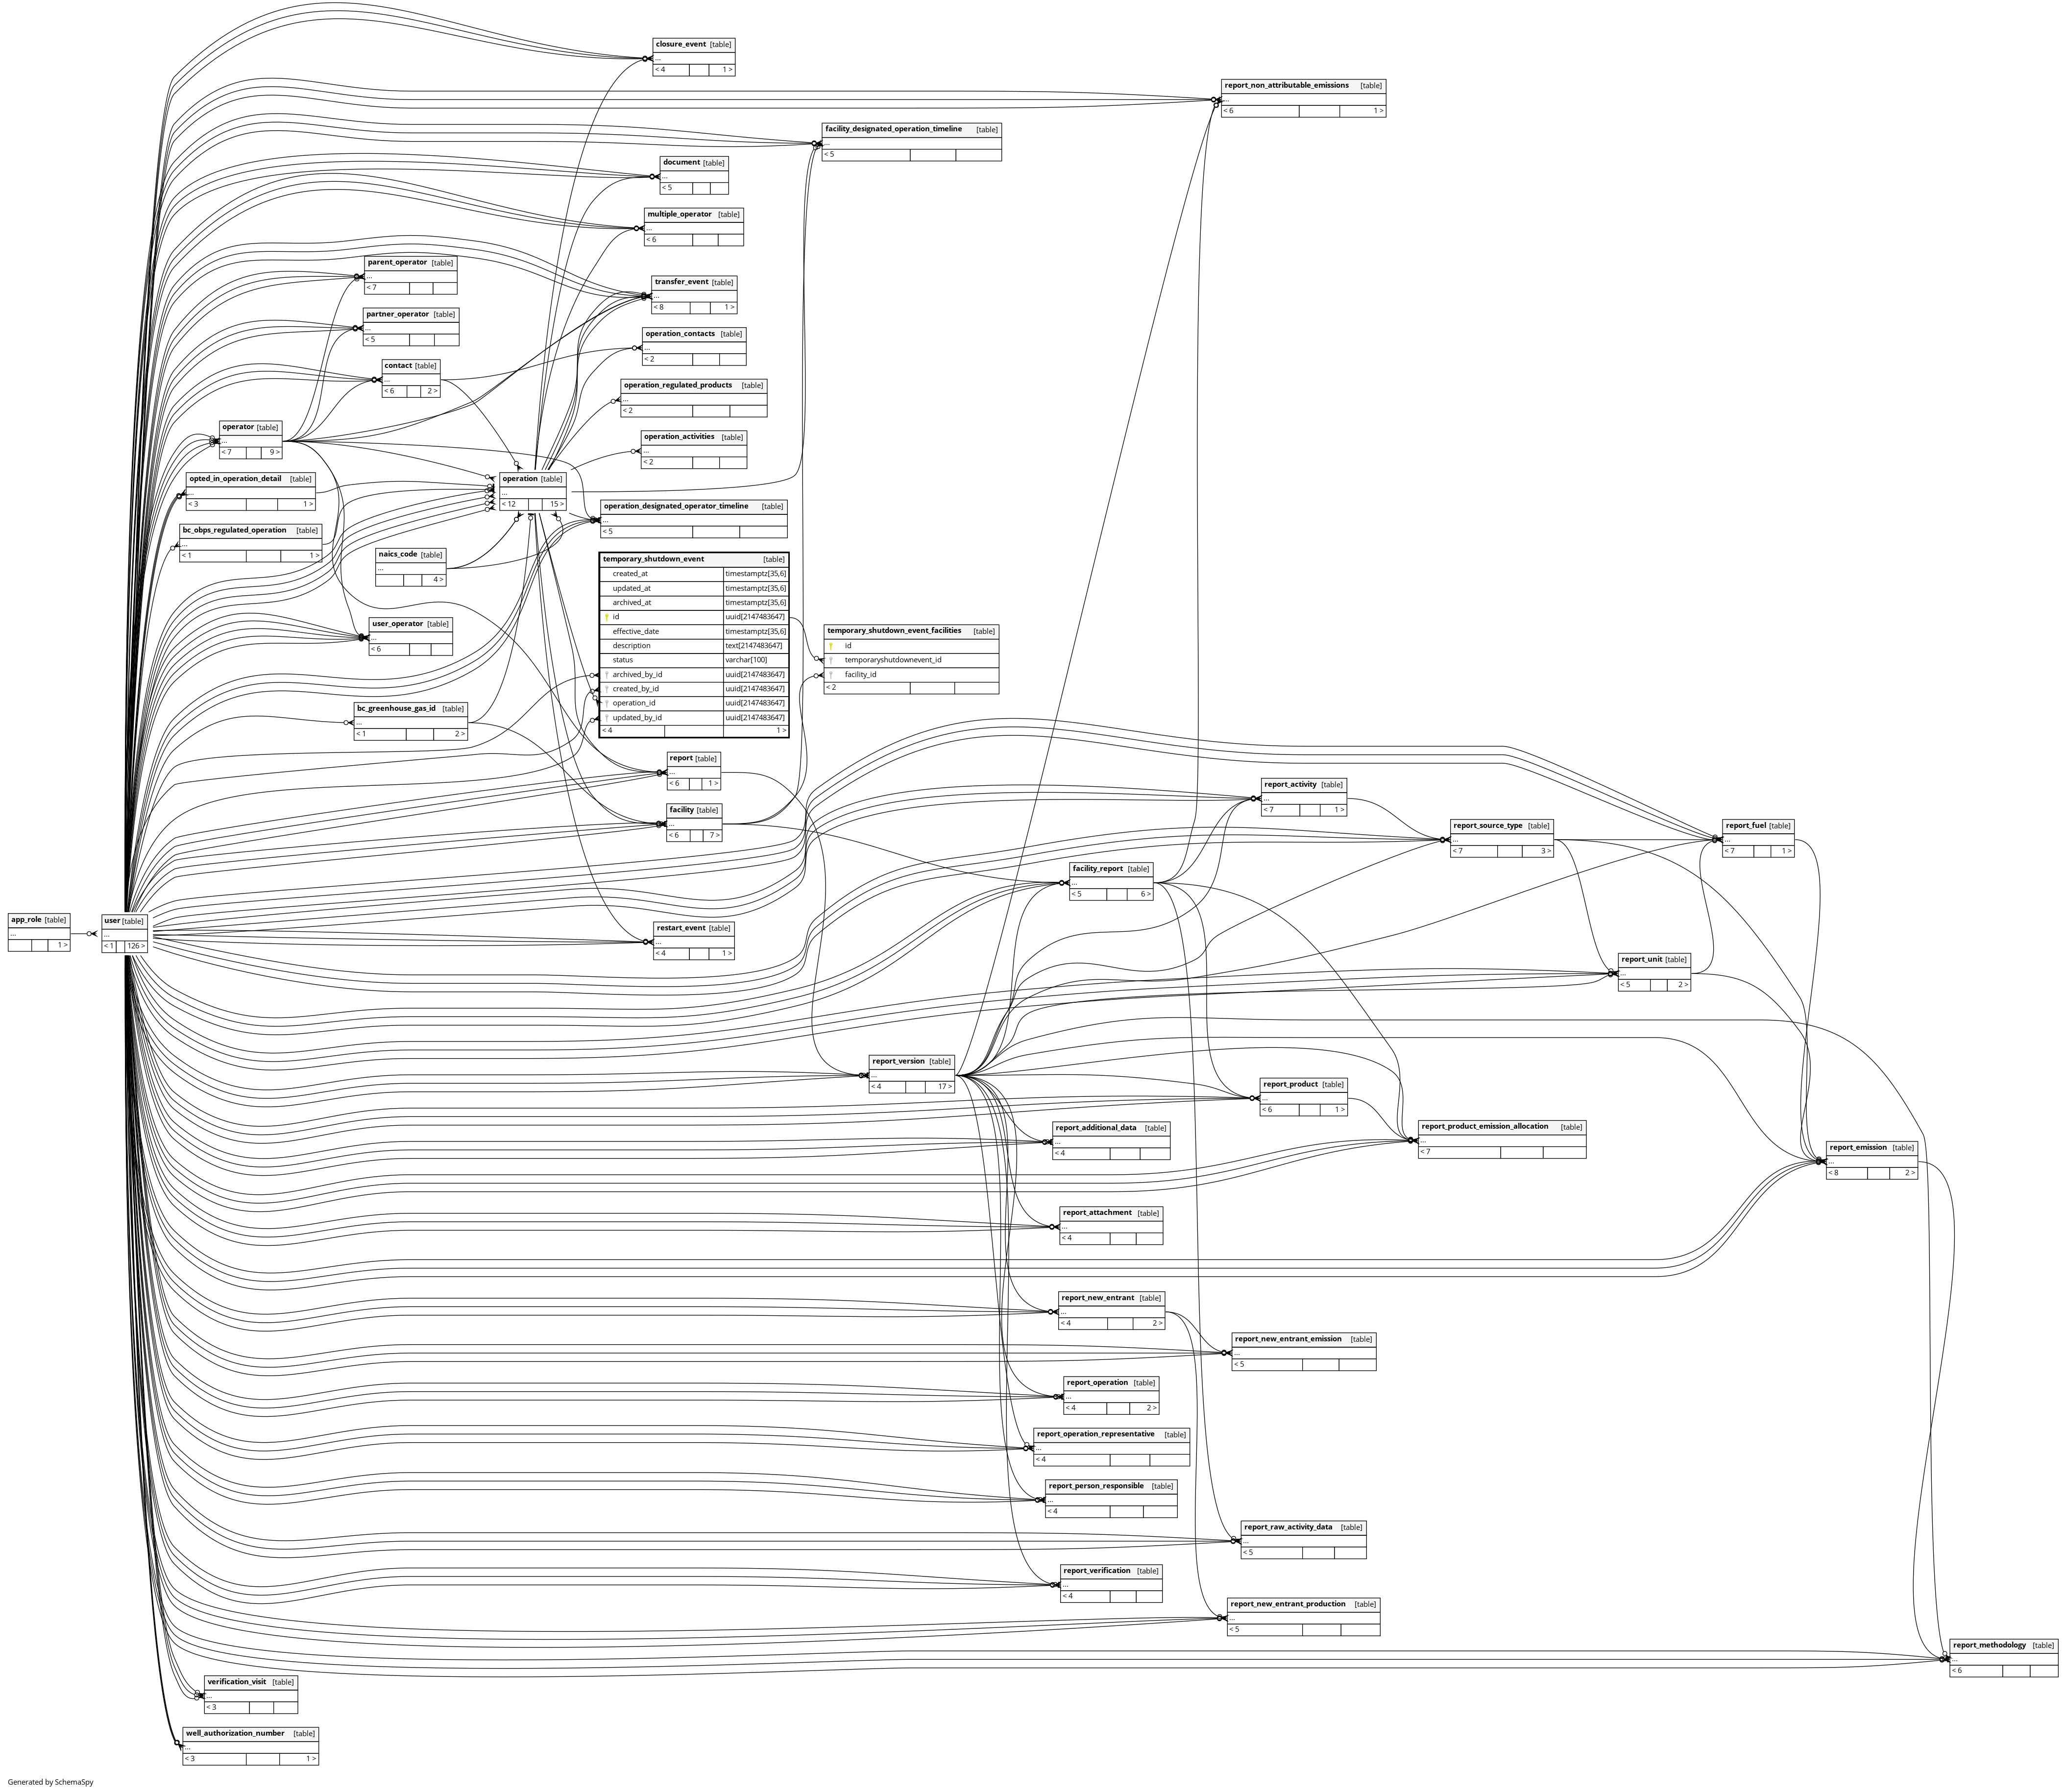 closure_event [table]
...
< 4 1 >
report_non_attributable_emissions [table]
...
< 6 1 >
facility_designated_operation_timeline [table]
...
< 5
document [table]
...
< 5
multiple_operator [table]
...
< 6
parent_operator [table]
...
< 7
transfer_event [table]
...
< 8 1 >
partner_operator [table]
...
< 5
operation_contacts [table]
...
< 2
contact [table]
...
< 6 2 >
operation_regulated_products [table]
...
< 2
operator [table]
...
< 7 9 >
operation_activities [table]
...
< 2
opted_in_operation_detail [table]
...
< 3 1 >
operation [table]
...
< 12 15 >
operation_designated_operator_timeline [table]
...
< 5
bc_obps_regulated_operation [table]
...
< 1 1 >
naics_code [table]
...
4 >
temporary_shutdown_event [table]
created_at timestamptz[35,6]
updated_at timestamptz[35,6]
archived_at timestamptz[35,6]
id uuid[2147483647]
effective_date timestamptz[35,6]
description text[2147483647]
status varchar[100]
archived_by_id uuid[2147483647]
created_by_id uuid[2147483647]
operation_id uuid[2147483647]
updated_by_id uuid[2147483647]
< 4 1 >
user_operator [table]
...
< 6
temporary_shutdown_event_facilities [table]
id
temporaryshutdownevent_id
facility_id
< 2
bc_greenhouse_gas_id [table]
...
< 1 2 >
report [table]
...
< 6 1 >
facility [table]
...
< 6 7 >
report_activity [table]
...
< 7 1 >
report_source_type [table]
...
< 7 3 >
report_fuel [table]
...
< 7 1 >
facility_report [table]
...
< 5 6 >
app_role [table]
...
1 >
user [table]
...
< 1 126 >
restart_event [table]
...
< 4 1 >
report_unit [table]
...
< 5 2 >
report_version [table]
...
< 4 17 >
report_product [table]
...
< 6 1 >
report_additional_data [table]
...
< 4
report_product_emission_allocation [table]
...
< 7
report_emission [table]
...
< 8 2 >
report_attachment [table]
...
< 4
report_new_entrant [table]
...
< 4 2 >
report_new_entrant_emission [table]
...
< 5
report_operation [table]
...
< 4 2 >
report_operation_representative [table]
...
< 4
report_person_responsible [table]
...
< 4
report_raw_activity_data [table]
...
< 5
report_verification [table]
...
< 4
report_new_entrant_production [table]
...
< 5
report_methodology [table]
...
< 6
verification_visit [table]
...
< 3
well_authorization_number [table]
...
< 3 1 >
Generated by SchemaSpy